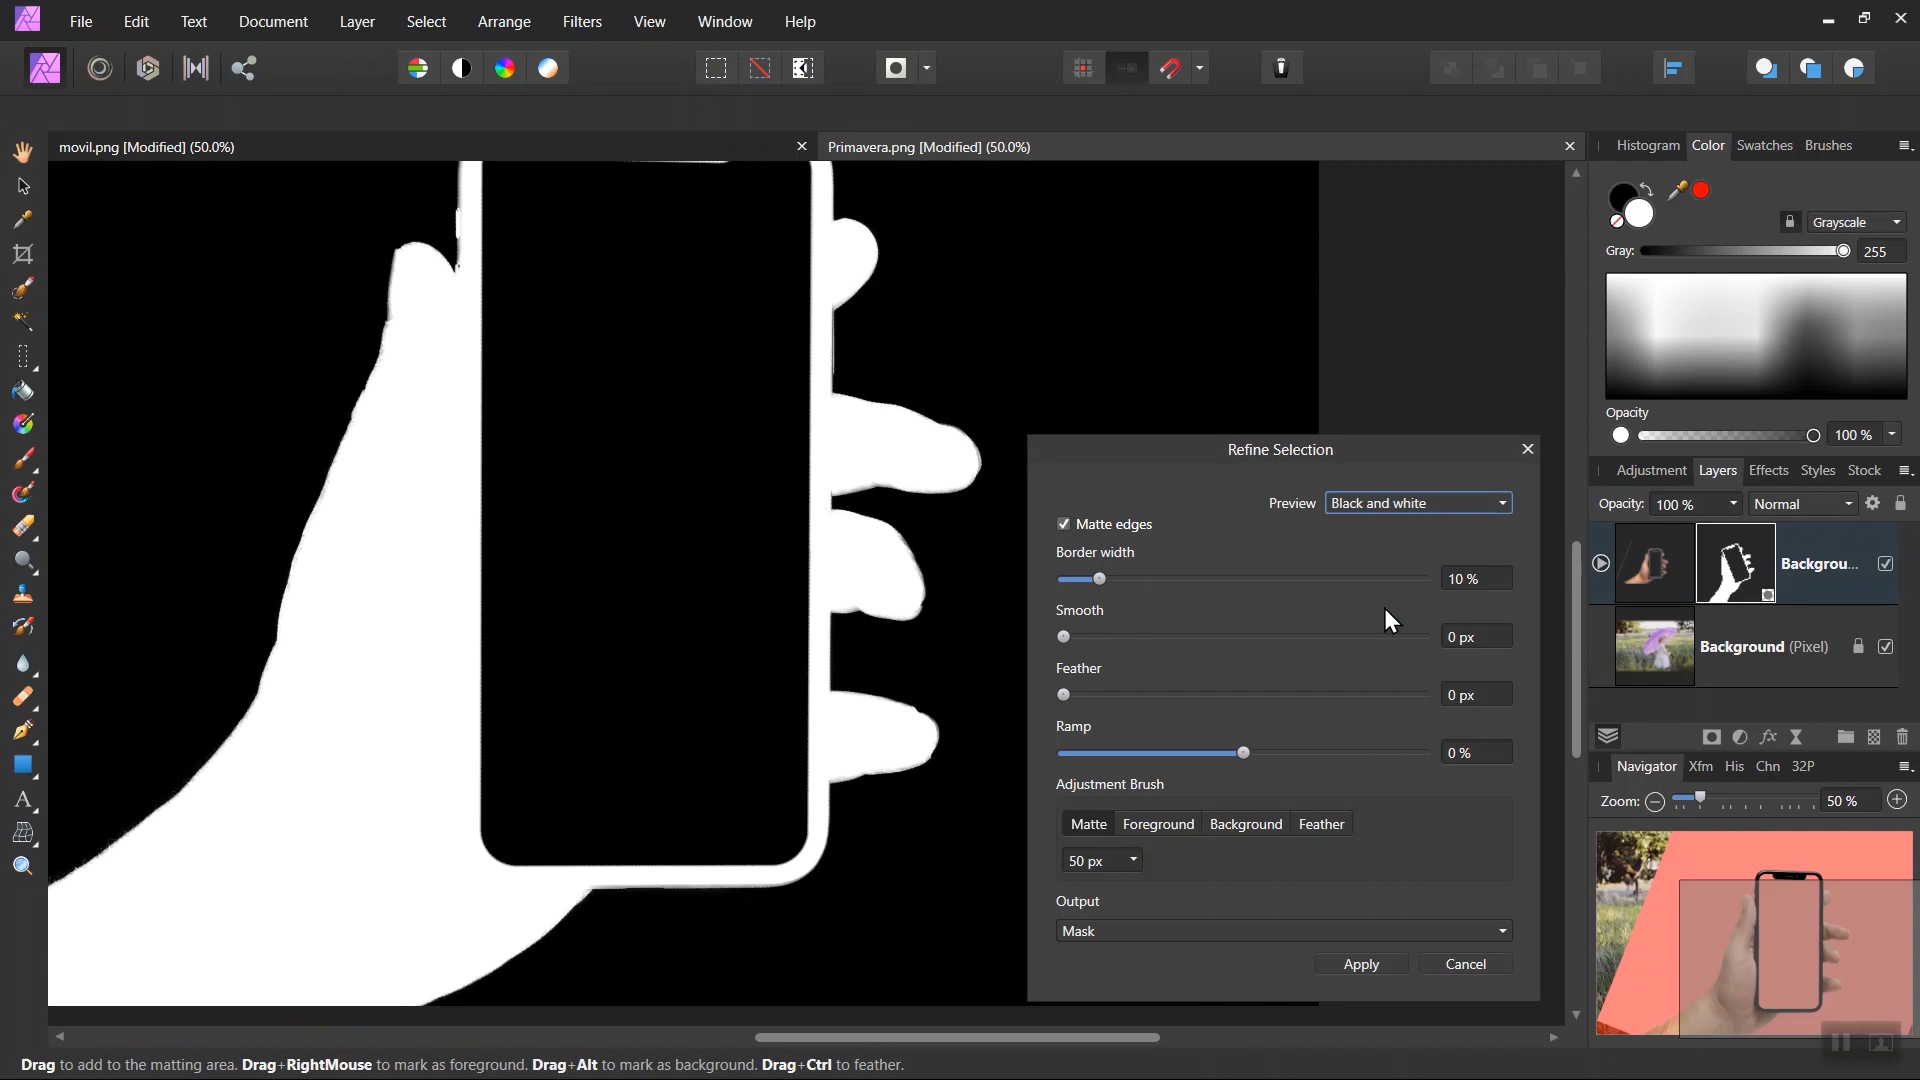 File Edit Text Document Layer Select Arrange Filters View Window Help
movil.png [Modified] (50.0%)
Primavera.png [Modified] (50.0%)
Histogram Color Swatches Brushes
Grayscale
Gray: 255
Opacity
100 %
Adjustment Layers Effects Styles Stock
Opacity: 100 % Normal
Backgrou...
Background (Pixel)
Refine Selection
Preview Black and white
Matte edges
Border width
10 %
Smooth
0 px
Feather
0 px
Ramp
0 %
Adjustment Brush
Matte Foreground Background Feather
50 px
Output
Mask
Apply Cancel
Navigator Xfm His Chn 32P
Zoom: 50 %
Drag to add to the matting area. Drag+RightMouse to mark as foreground. Drag+Alt to mark as background. Drag+Ctrl to feather.